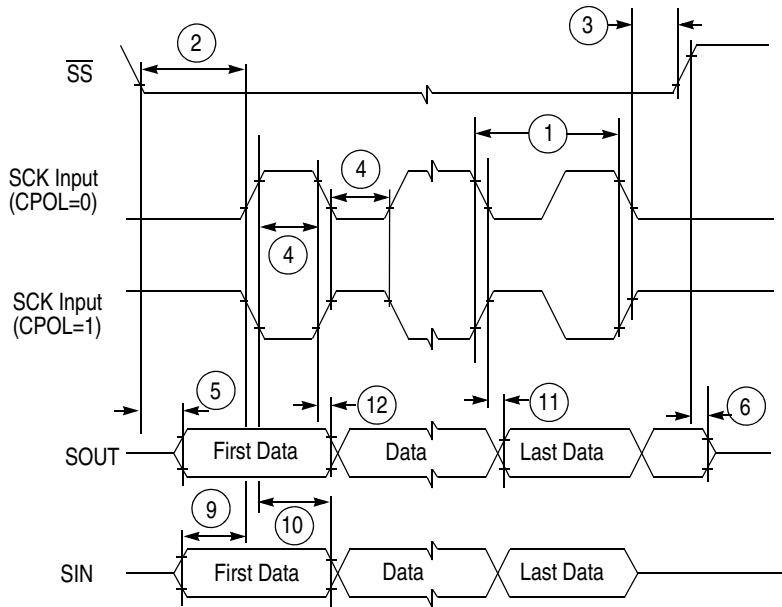 2
3
SS
1
SCK Input
(CPOL=0)
4
4
SCK Input
(CPOL=1)
5
12
11
6
SOUT
First Data
Data
Last Data
9
10
SIN
First Data
Data
Last Data